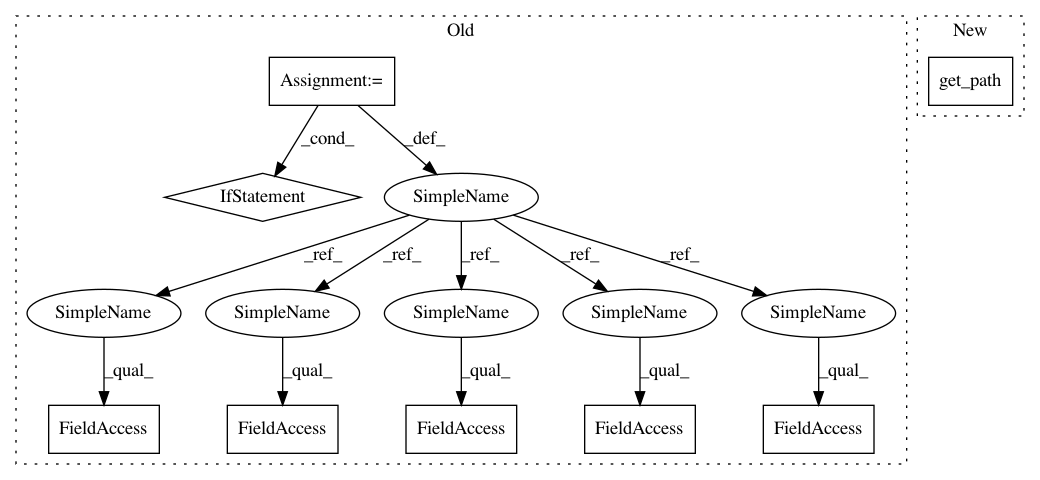 Old
New
Assignment:=
get_path
_cond_
_def_
IfStatement
SimpleName
_ref_
_ref_
_ref_
_ref_
_ref_
SimpleName
SimpleName
SimpleName
SimpleName
SimpleName
_qual_
_qual_
_qual_
_qual_
_qual_
FieldAccess
FieldAccess
FieldAccess
FieldAccess
FieldAccess